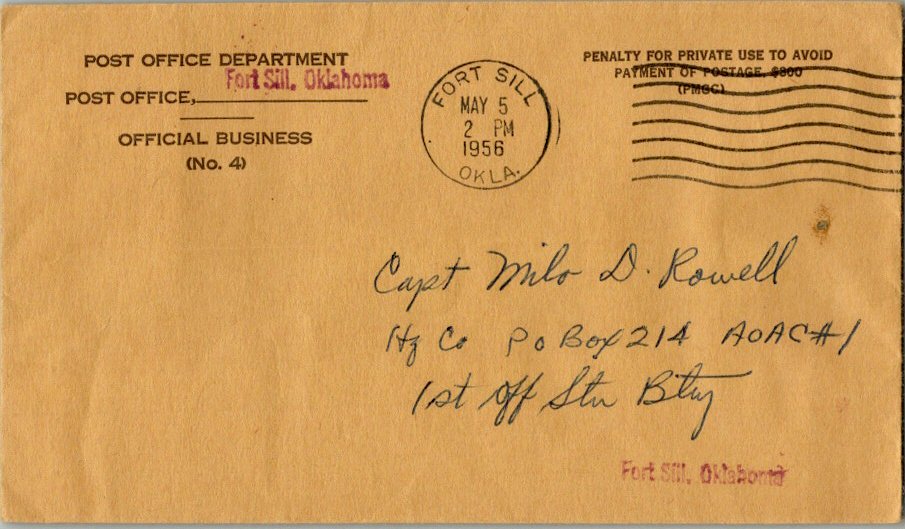 POST OFFICE DEPARTMENT
Fort Sill, Oklahoma
POST OFFICE,
OFFICIAL BUSINESS
(No. 4)
FORT SILL
MAY 5
2 PM
1956
OKLA.
PENALTY FOR PRIVATE USE TO AVOID
PAYMENT OF POSTAGE, $300
(PMGC)
Capt Milo D. Rowell
Hq Co PO Box 214 AOAC#1
1st Off Stu Btry
Fort Sill, Oklahoma